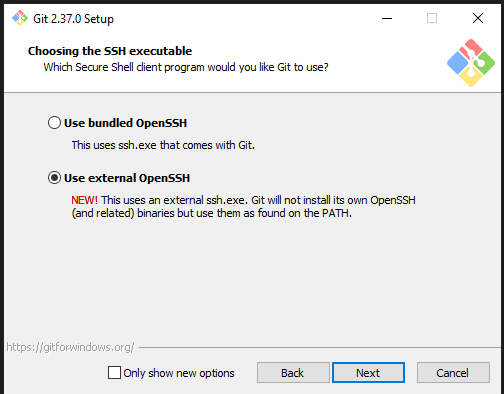 Git 2.37.0 Setup
Choosing the SSH executable
Which Secure Shell client program would you like Git to use?
Use bundled OpenSSH
This uses ssh.exe that comes with Git.
Use external OpenSSH
NEW! This uses an external ssh.exe. Git will not install its own OpenSSH
(and related) binaries but use them as found on the PATH.
https://gitforwindows.org/
Only show new options
Back
Next
Cancel